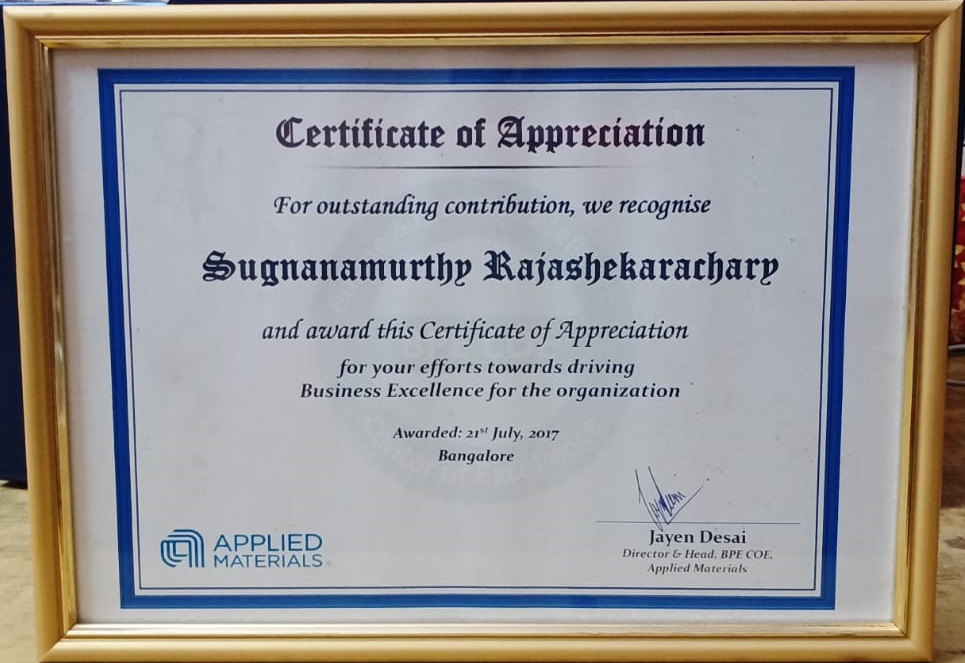 Certificate of Appreciation
For outstanding contribution, we recognise
Sugnanamurthy Rajashekarachary
and award this Certificate of Appreciation
for your efforts towards driving
Business Excellence for the organization
Awarded: 21st July, 2017
Bangalore
APPLIED
MATERIALS
Jayen Desai
Director & Head, BPE COE,
Applied Materials